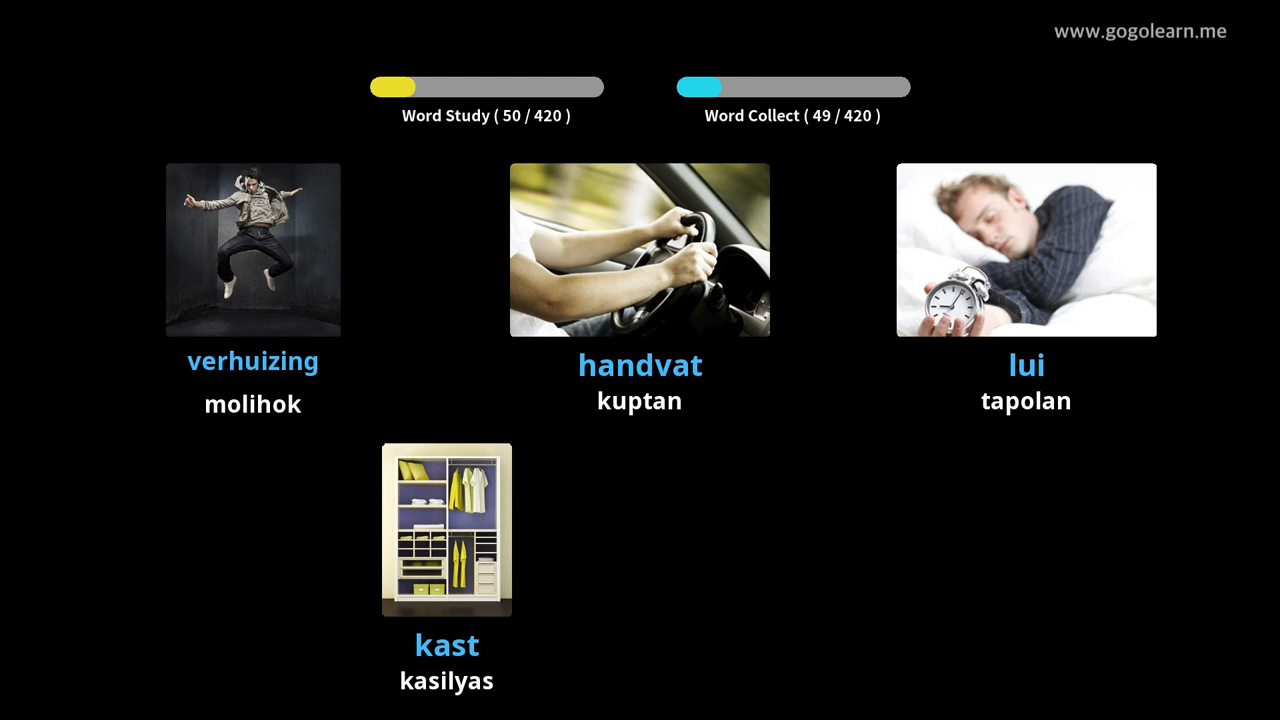 www.gogolearn.me
Word Study ( 50 / 420 )
Word Collect ( 49 / 420 )
verhuizing
molihok
handvat
kuptan
lui
tapolan
kast
kasilyas